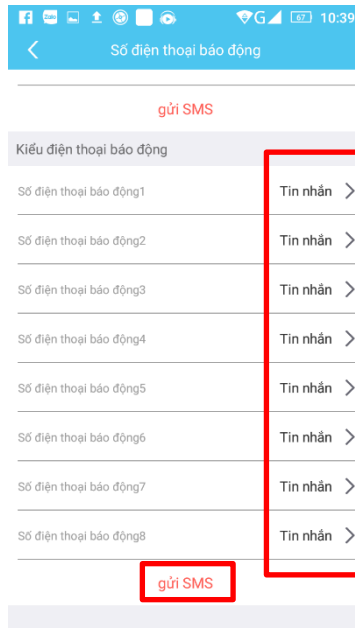 67 10:39
Số điện thoại báo động
gửi SMS
Kiểu điện thoại báo động
Số điện thoại báo động1 Tin nhắn
Số điện thoại báo động2 Tin nhắn
Số điện thoại báo động3 Tin nhắn
Số điện thoại báo động4 Tin nhắn
Số điện thoại báo động5 Tin nhắn
Số điện thoại báo động6 Tin nhắn
Số điện thoại báo động7 Tin nhắn
Số điện thoại báo động8 Tin nhắn
gửi SMS